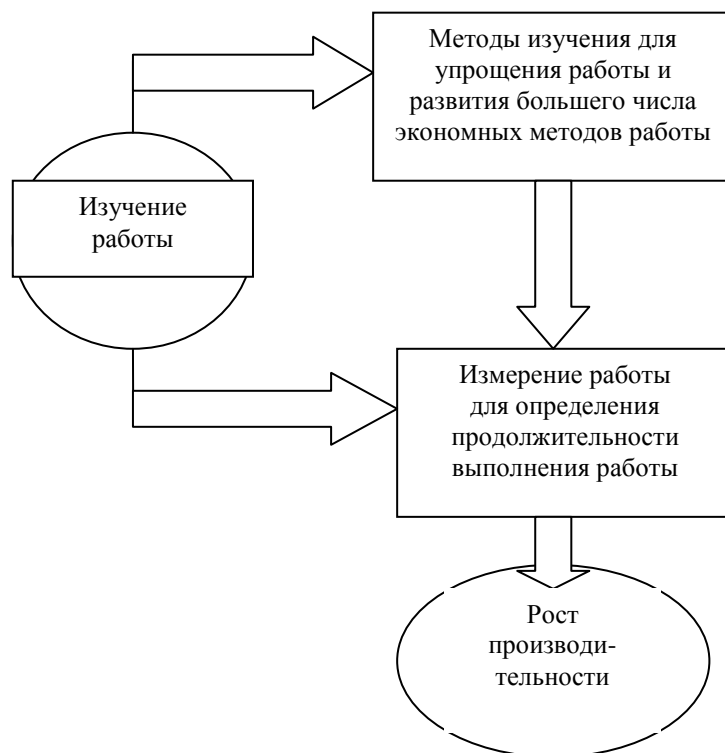 Методы изучения для
упрощения работы и
развития большего числа
экономных методов работы
Изучение
работы
Измерение работы
для определения
продолжительности
выполнения работы
Рост
производи-
тельности